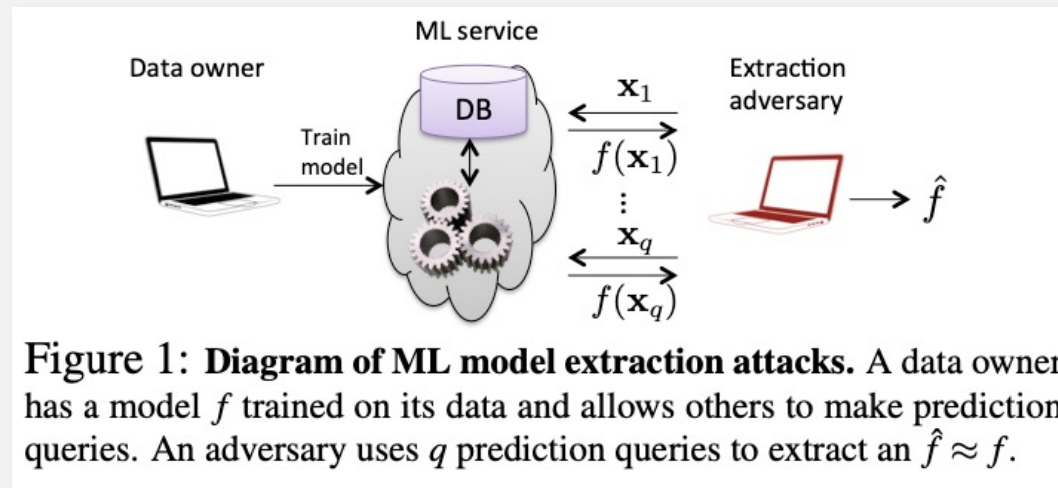 ML service
Data owner
Extraction
adversary
DB
Train
model
x₁
f(x₁)
⋮
x_q
f(x_q)
f̂
Figure 1: Diagram of ML model extraction attacks. A data owner
has a model f trained on its data and allows others to make prediction
queries. An adversary uses q prediction queries to extract an f̂ ≈ f.